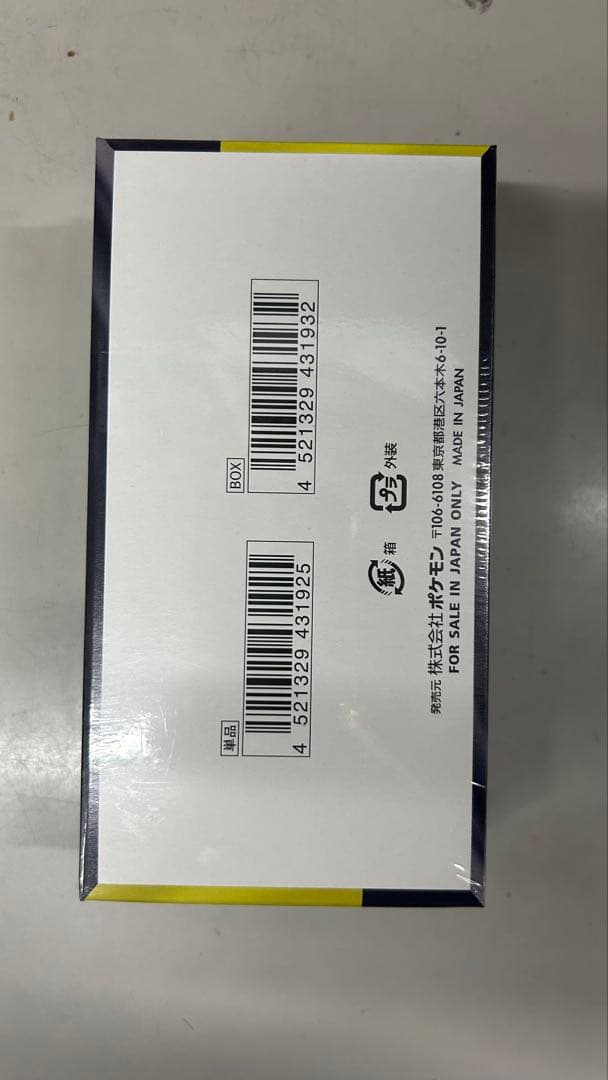 単品
4 521329 431925
BOX
4 521329 431932
紙 箱
プラ 外装
発売元 株式会社ポケモン 〒106-6108 東京都港区六本木6-10-1
FOR SALE IN JAPAN ONLY MADE IN JAPAN